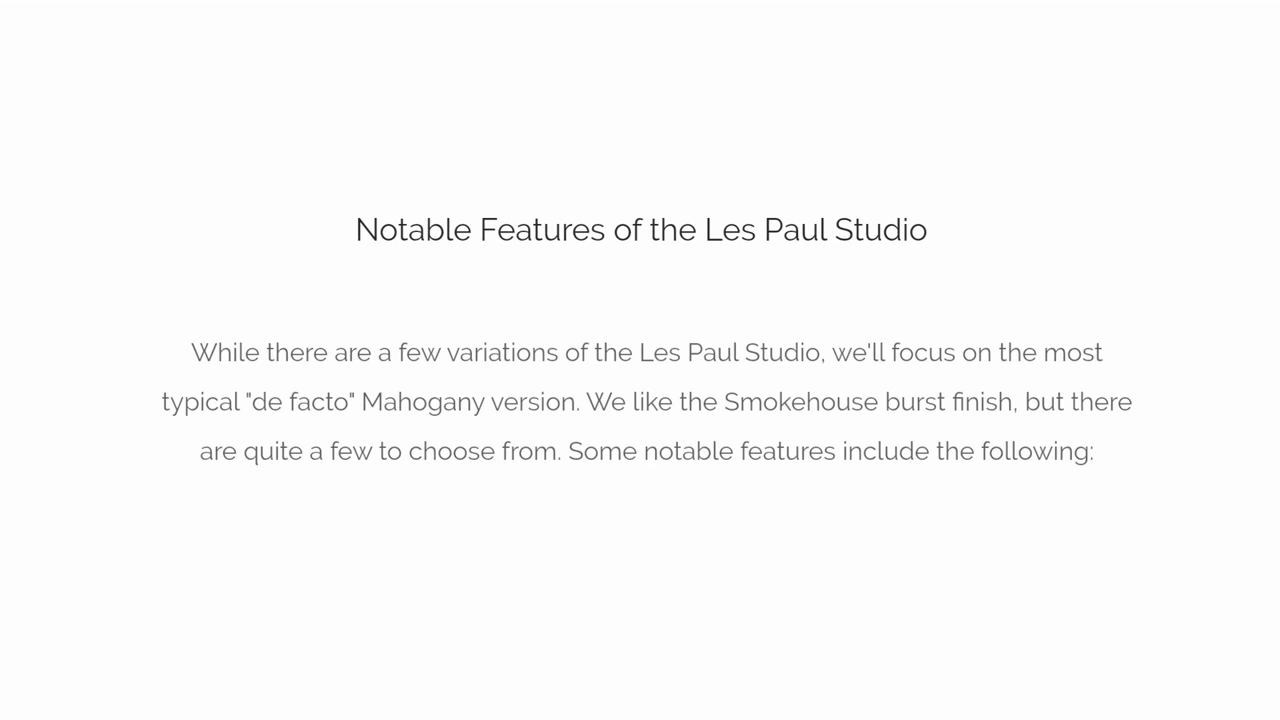 Notable Features of the Les Paul Studio
While there are a few variations of the Les Paul Studio, we'll focus on the most
typical "de facto" Mahogany version. We like the Smokehouse burst finish, but there
are quite a few to choose from. Some notable features include the following: